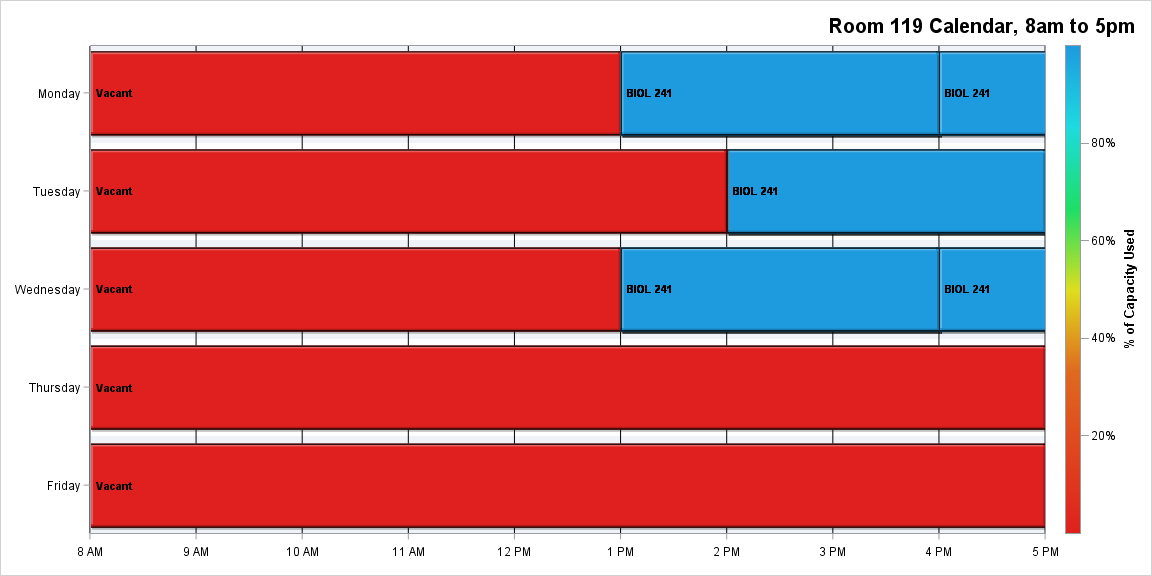 Room 119 Calendar, 8am to 5pm
Monday
Vacant
BIOL 241
BIOL 241
Tuesday
Vacant
BIOL 241
Wednesday
Vacant
BIOL 241
BIOL 241
Thursday
Vacant
Friday
Vacant
8 AM
9 AM
10 AM
11 AM
12 PM
1 PM
2 PM
3 PM
4 PM
5 PM
80%
60%
40%
20%
% of Capacity Used